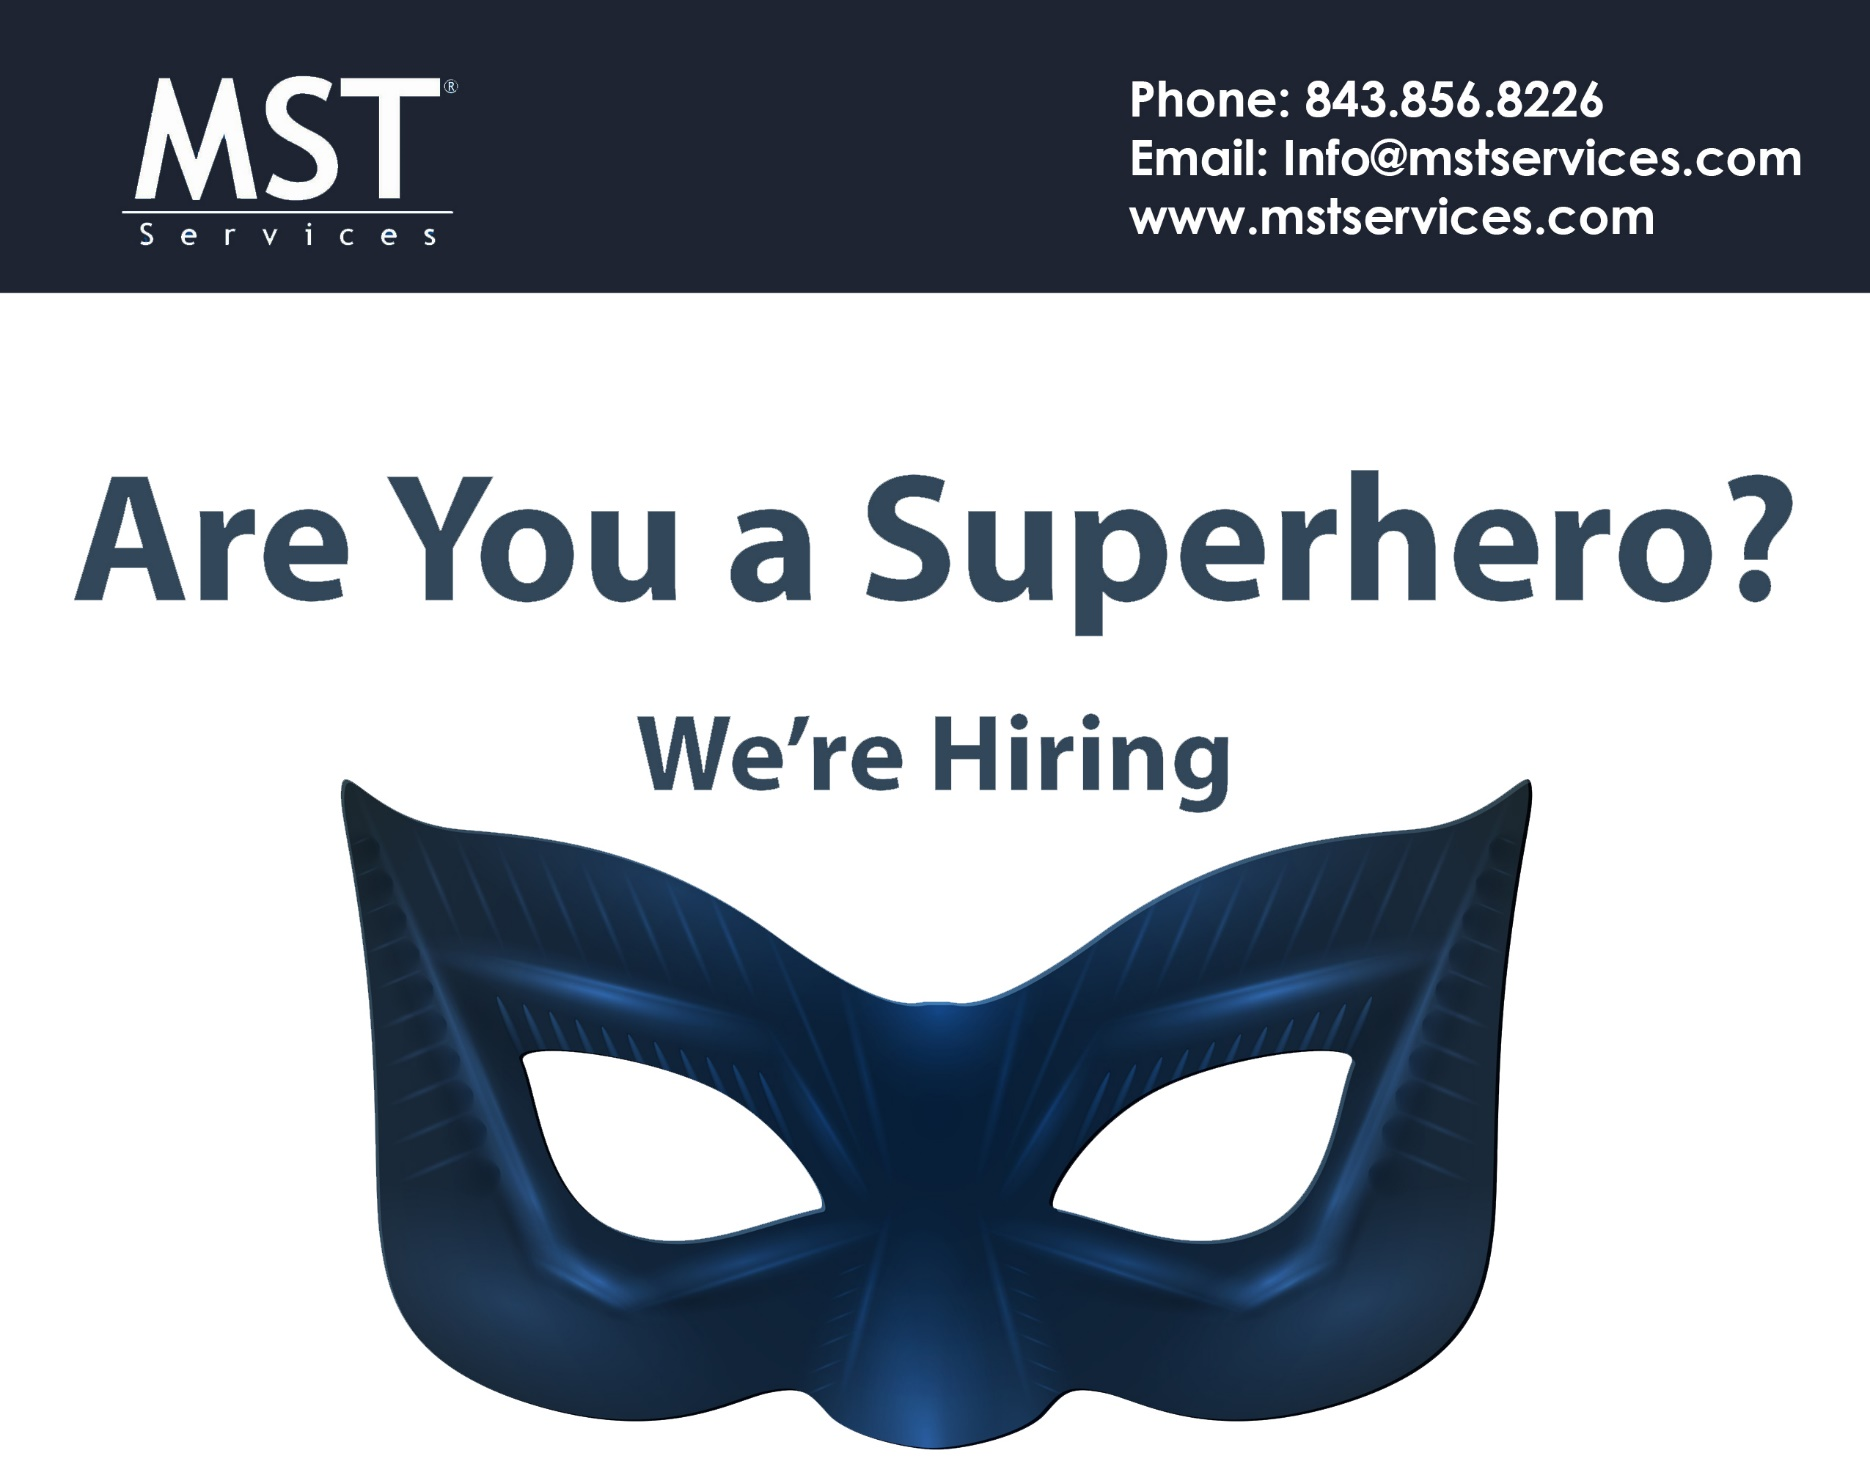 MST®
Services
Phone: 843.856.8226
Email: Info@mstservices.com
www.mstservices.com
Are You a Superhero?
We’re Hiring